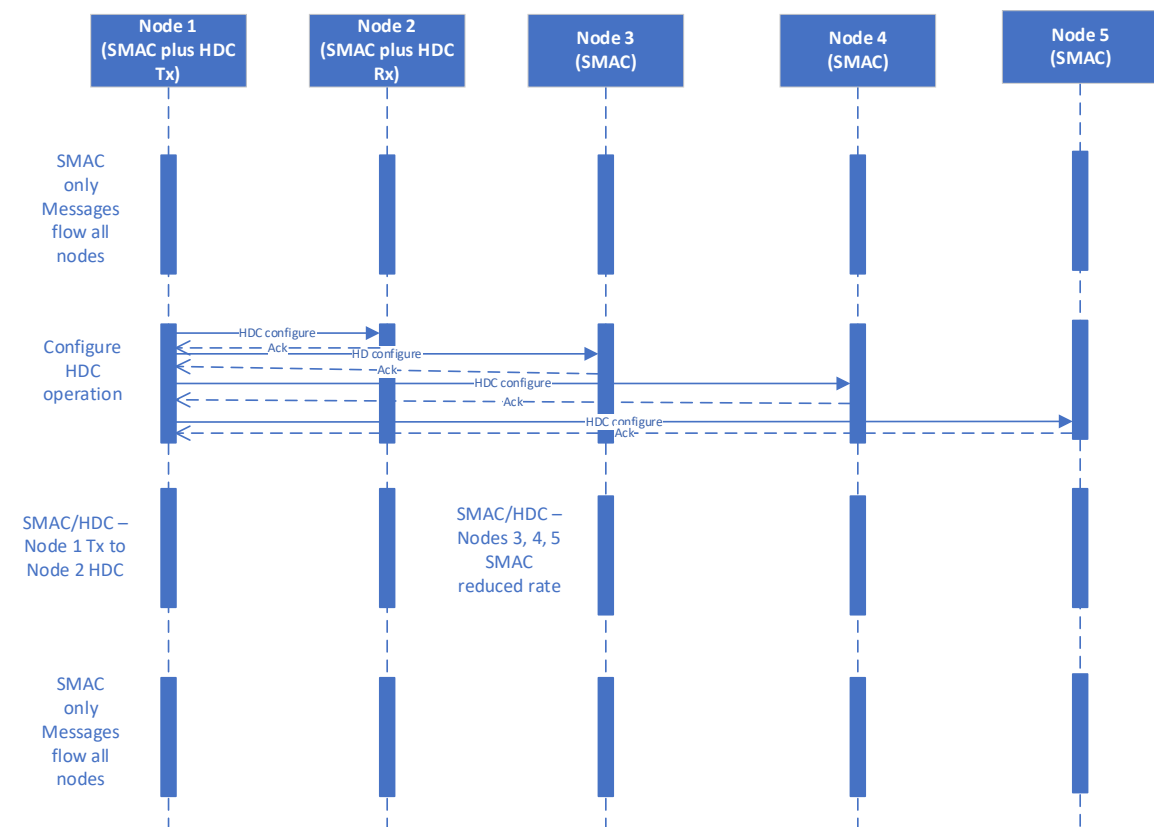 Node 1
(SMAC plus HDC
Tx)
Node 2
(SMAC plus HDC
Rx)
Node 3
(SMAC)
Node 4
(SMAC)
Node 5
(SMAC)
SMAC
only
Messages
flow all
nodes
Configure
HDC
operation
HDC configure
Ack
HD configure
Ack
HDC configure
Ack
HDC configure
Ack
SMAC/HDC –
Node 1 Tx to
Node 2 HDC
SMAC/HDC –
Nodes 3, 4, 5
SMAC
reduced rate
SMAC
only
Messages
flow all
nodes